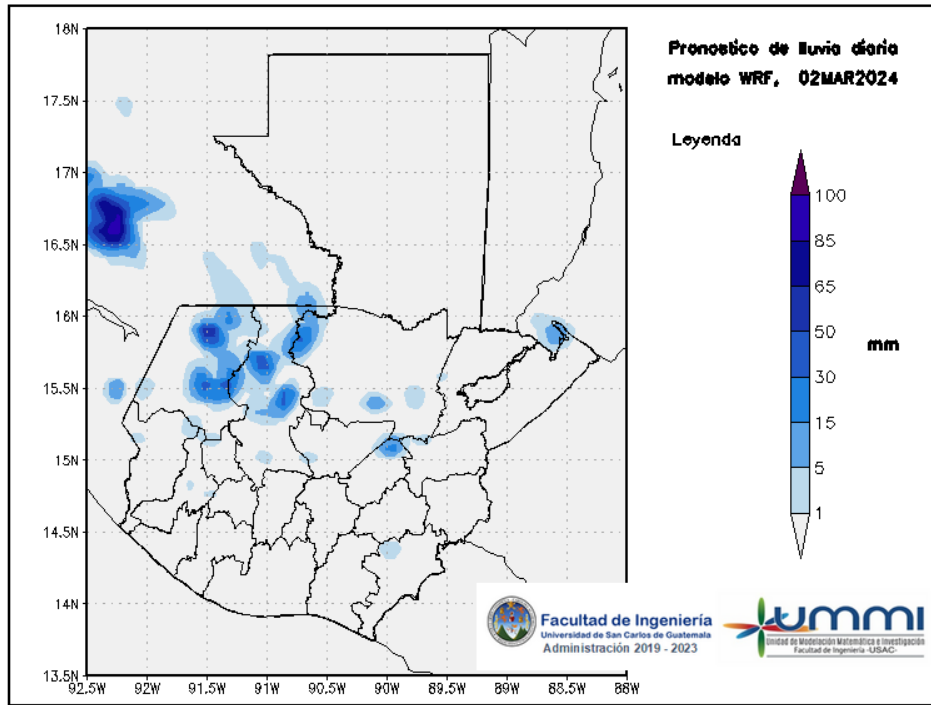 Pronostico de lluvia diaria
modelo WRF, 02MAR2024
Leyenda
100
85
65
50
30
15
5
1
mm
18N
17.5N
17N
16.5N
16N
15.5N
15N
14.5N
14N
13.5N
92.5W
92W
91.5W
91W
90.5W
90W
89.5W
89W
88.5W
88W
Facultad de Ingeniería
Universidad de San Carlos de Guatemala
Administración 2019 - 2023
UMMI
Unidad de Modelación Matemática e Investigación
Facultad de Ingeniería -USAC-